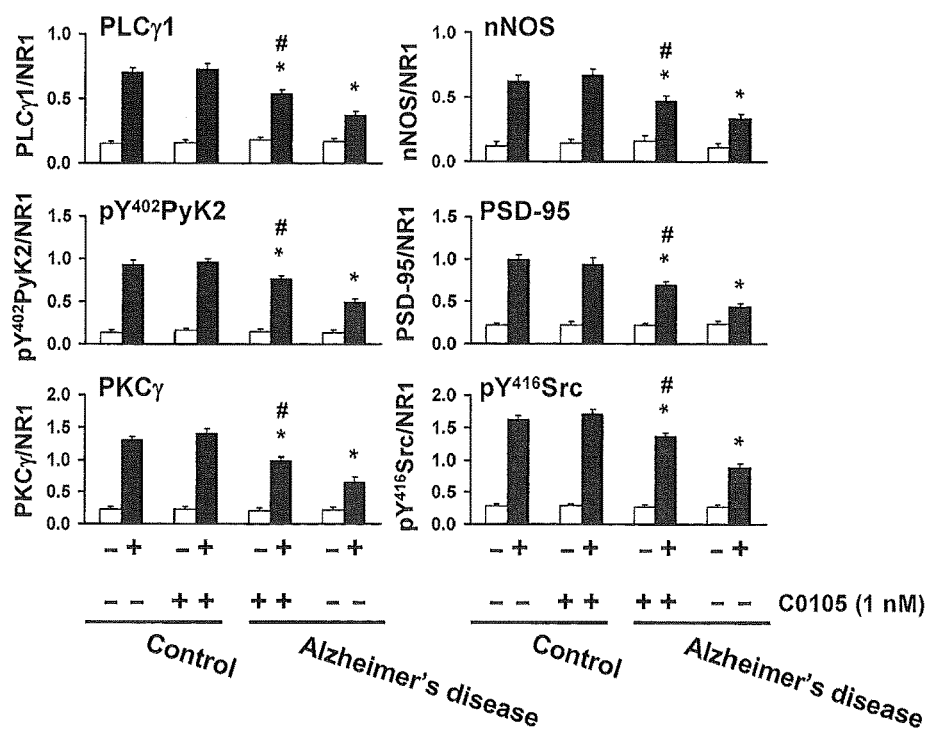 PLCγ1
PLCγ1/NR1
1.0
0.5
0.0
#
*
*
nNOS
nNOS/NR1
1.0
0.5
0.0
#
*
*
pY402PyK2
pY402PyK2/NR1
1.5
1.0
0.5
0.0
#
*
*
PSD-95
PSD-95/NR1
1.5
1.0
0.5
0.0
#
*
*
PKCγ
PKCγ/NR1
2.0
1.5
1.0
0.5
0.0
#
*
*
pY416Src
pY416Src/NR1
2.0
1.5
1.0
0.5
0.0
#
*
*
– + – + – + – + – + – + – + – +
– – + + + + – – – – + + + + – – C0105 (1 nM)
Control Alzheimer's disease Control Alzheimer's disease